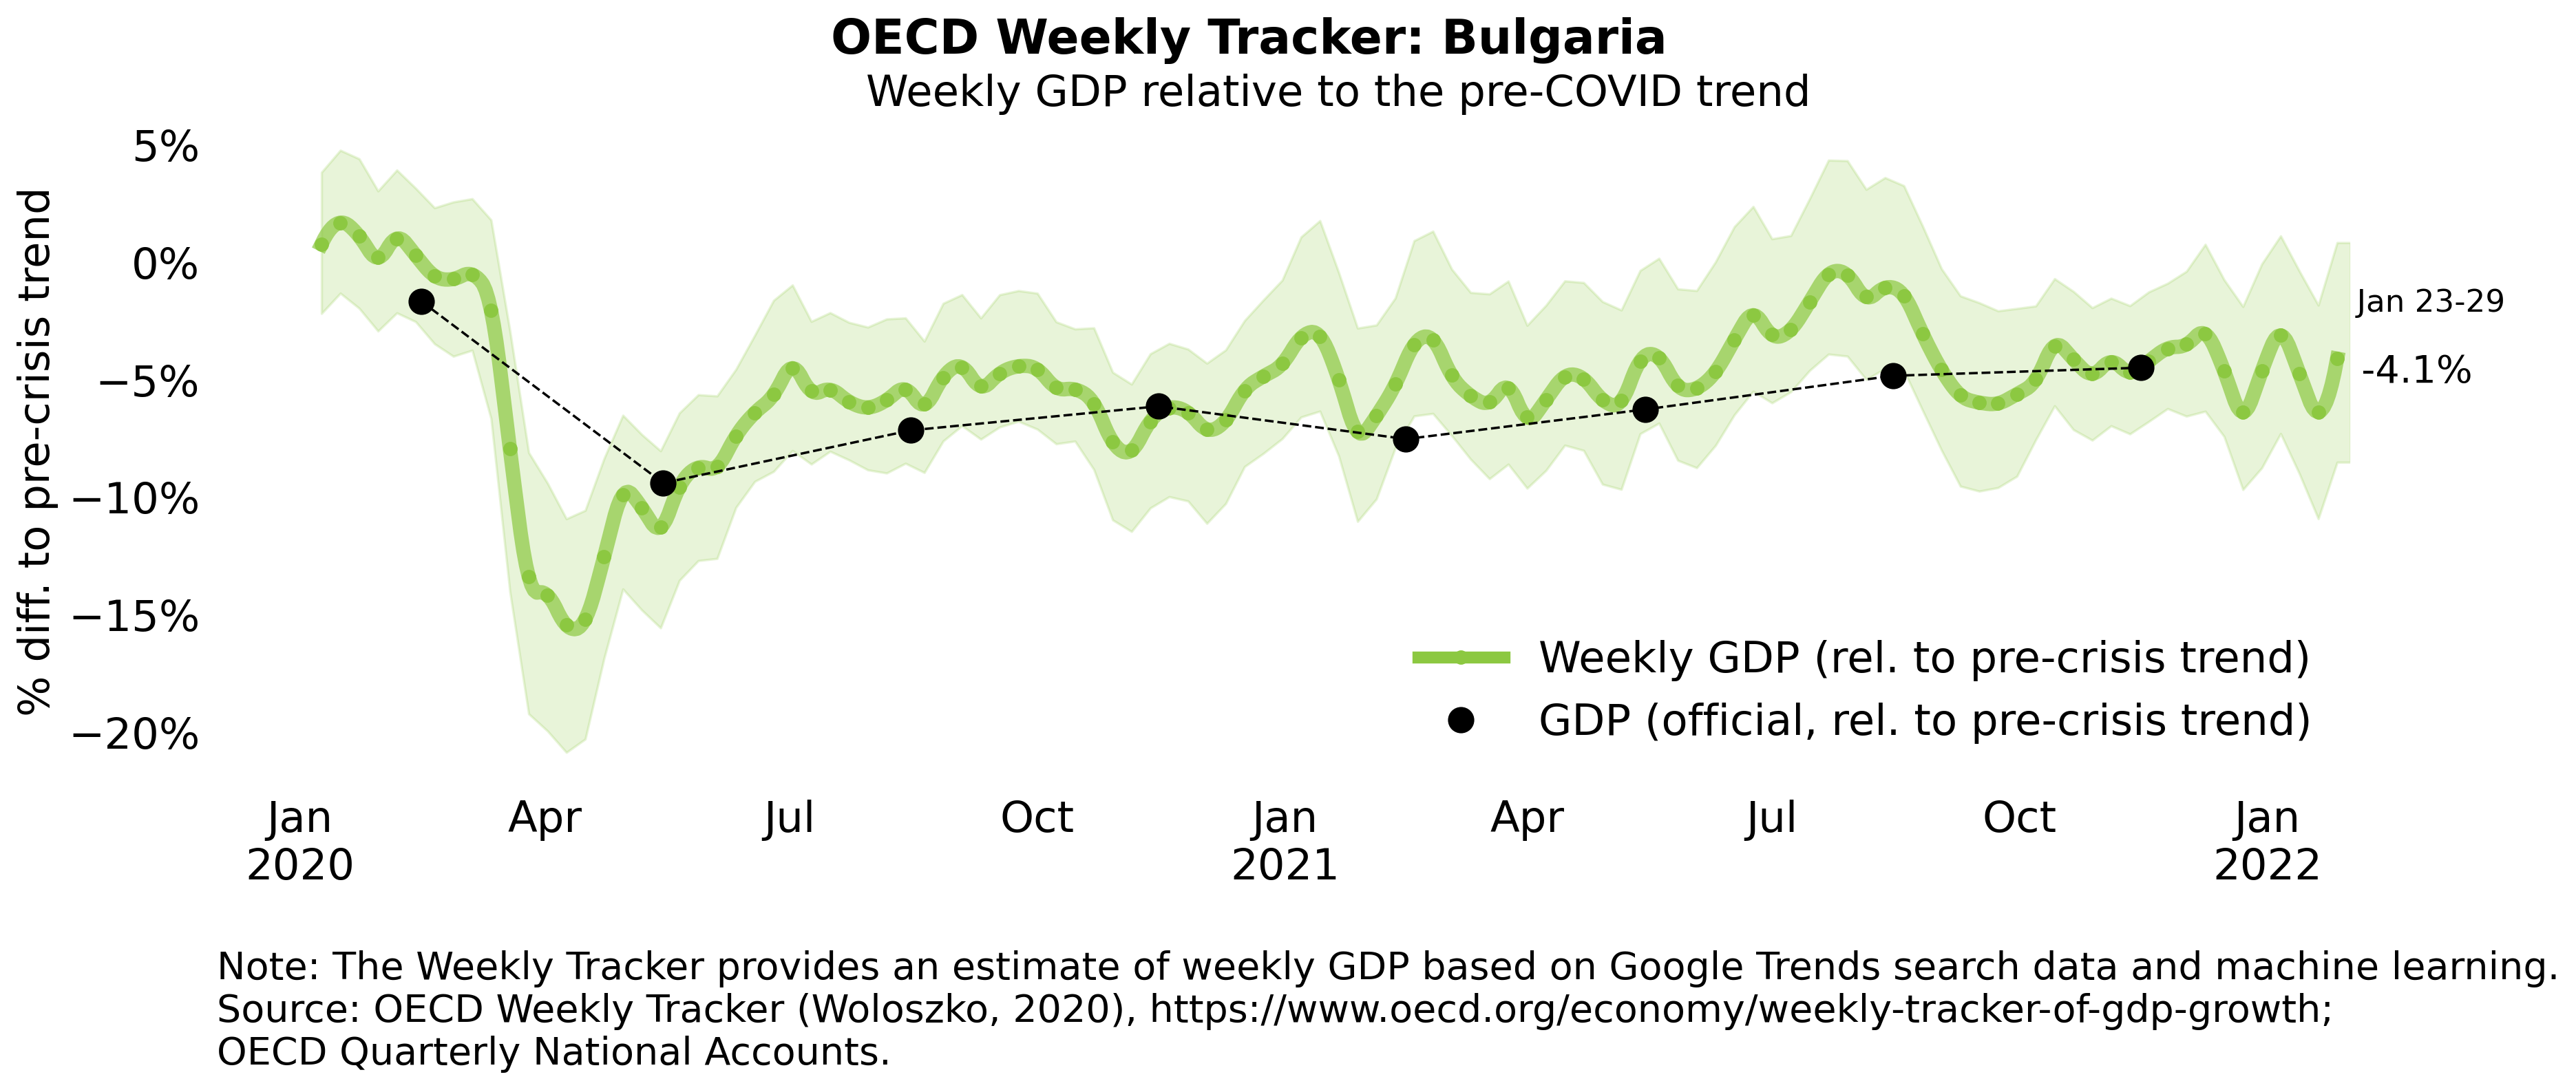 OECD Weekly Tracker: Bulgaria
Weekly GDP relative to the pre-COVID trend
% diff. to pre-crisis trend
5%
0%
−5%
−10%
−15%
−20%
Jan 23-29
-4.1%
Weekly GDP (rel. to pre-crisis trend)
GDP (official, rel. to pre-crisis trend)
Jan Apr Jul Oct Jan Apr Jul Oct Jan
2020 2021 2022
Note: The Weekly Tracker provides an estimate of weekly GDP based on Google Trends search data and machine learning.
Source: OECD Weekly Tracker (Woloszko, 2020), https://www.oecd.org/economy/weekly-tracker-of-gdp-growth;
OECD Quarterly National Accounts.